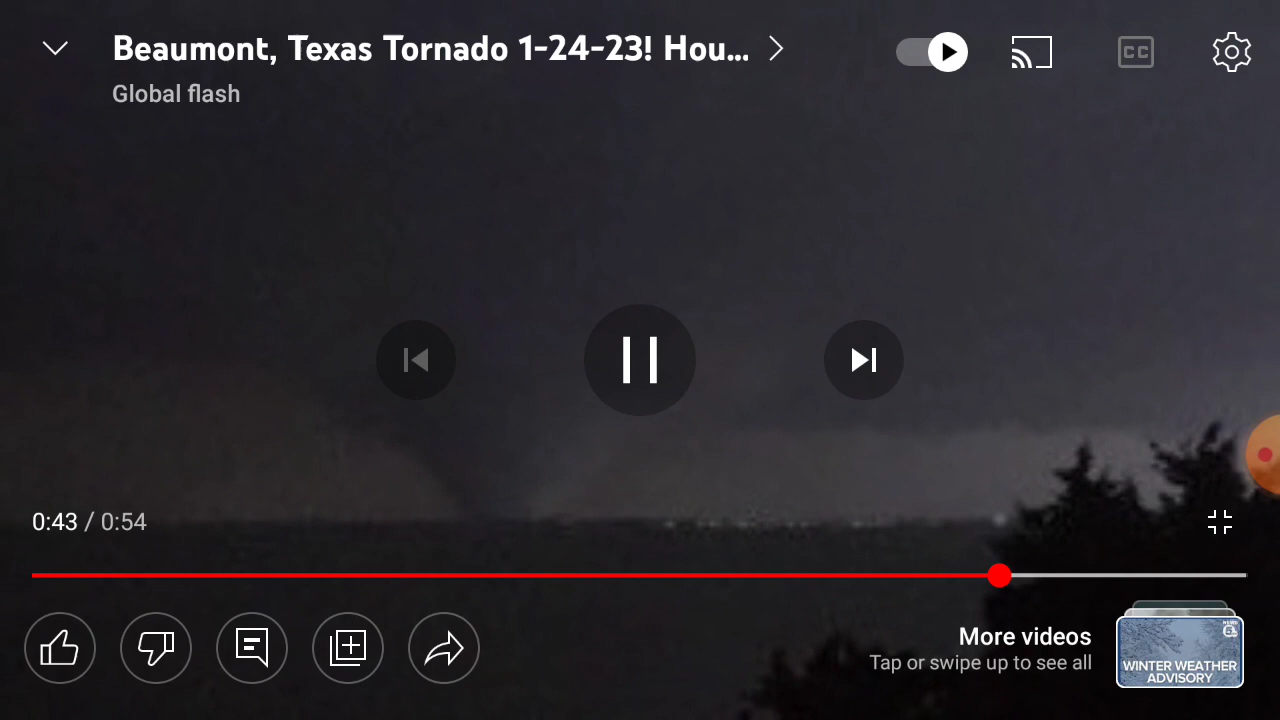 Beaumont, Texas Tornado 1-24-23! Hou...
Global flash
CC
0:43 / 0:54
More videos
Tap or swipe up to see all
WINTER WEATHER
ADVISORY